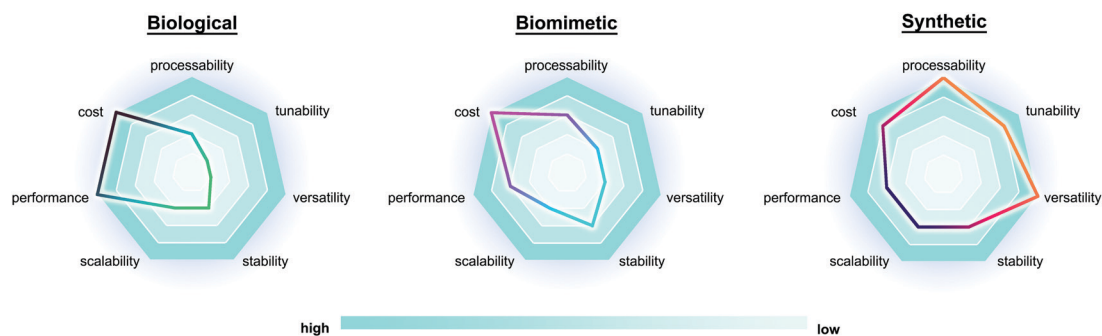 Biological
processability
cost
tunability
performance
versatility
scalability
stability
Biomimetic
processability
cost
tunability
performance
versatility
scalability
stability
Synthetic
processability
cost
tunability
performance
versatility
scalability
stability
high
low